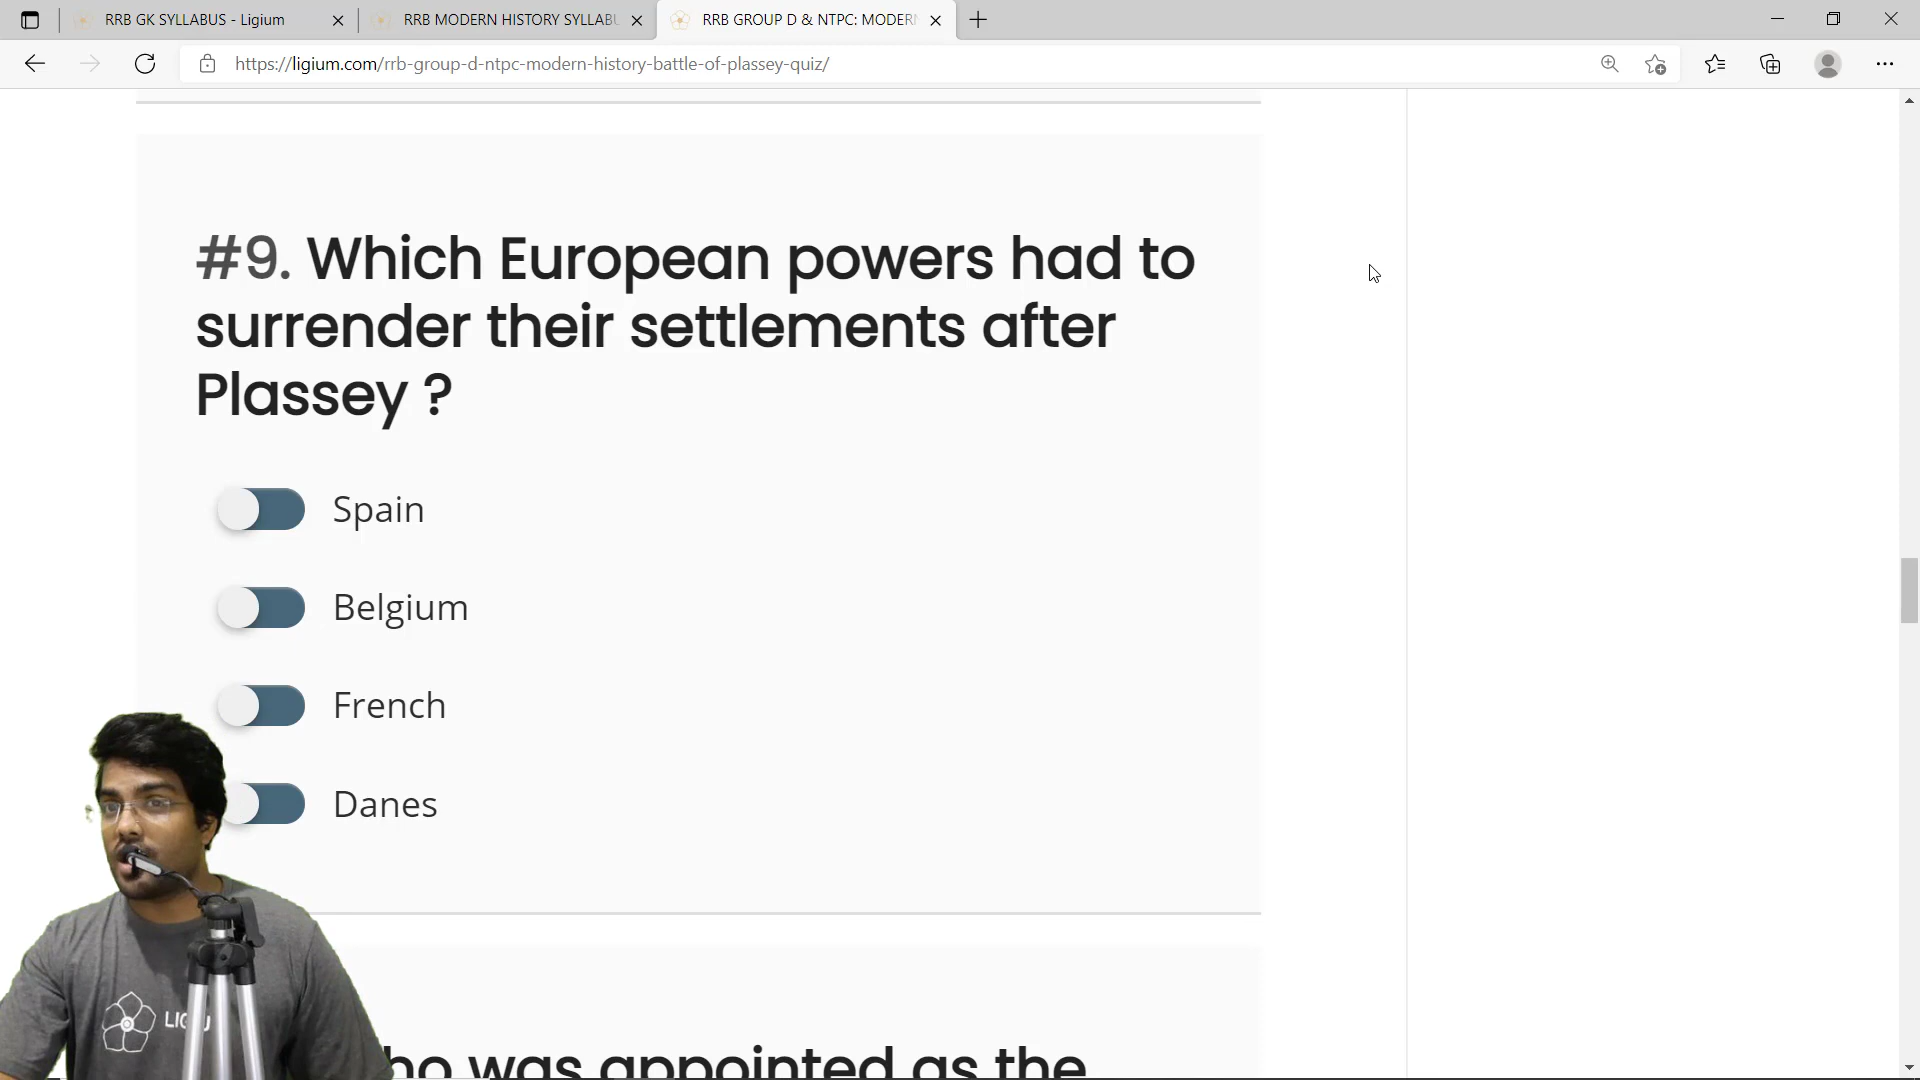 RRB GK SYLLABUS - Ligium
RRB MODERN HISTORY SYLLABU
RRB GROUP D & NTPC: MODERN
https://ligium.com/rrb-group-d-ntpc-modern-history-battle-of-plassey-quiz/
#9. Which European powers had to
surrender their settlements after
Plassey ?
Spain
Belgium
French
Danes
was appointed as the